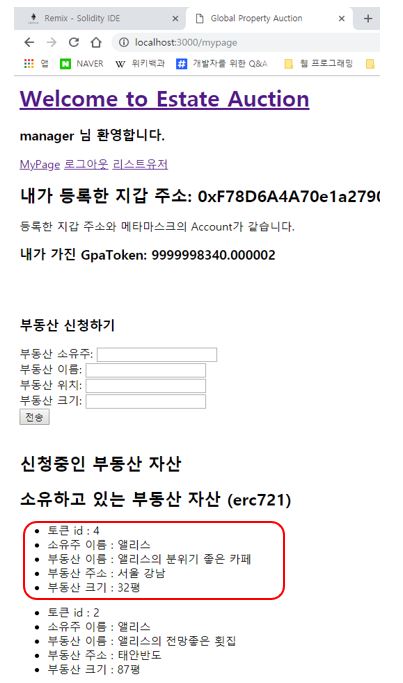 Remix - Solidity IDE
Global Property Auction
localhost:3000/mypage
앱 NAVER 위키백과 개발자를 위한 Q&A 웹 프로그래밍
Welcome to Estate Auction
manager 님 환영합니다.
MyPage 로그아웃 리스트유저
내가 등록한 지갑 주소: 0xF78D6A4A70e1a2790
등록한 지갑 주소와 메타마스크의 Account가 같습니다.
내가 가진 GpaToken: 9999998340.000002
부동산 신청하기
부동산 소유주:
부동산 이름:
부동산 위치:
부동산 크기:
전송
신청중인 부동산 자산
소유하고 있는 부동산 자산 (erc721)
• 토큰 id : 4
• 소유주 이름 : 앨리스
• 부동산 이름 : 앨리스의 분위기 좋은 카페
• 부동산 주소 : 서울 강남
• 부동산 크기 : 32평
• 토큰 id : 2
• 소유주 이름 : 앨리스
• 부동산 이름 : 앨리스의 전망좋은 횟집
• 부동산 주소 : 태안반도
• 부동산 크기 : 87평